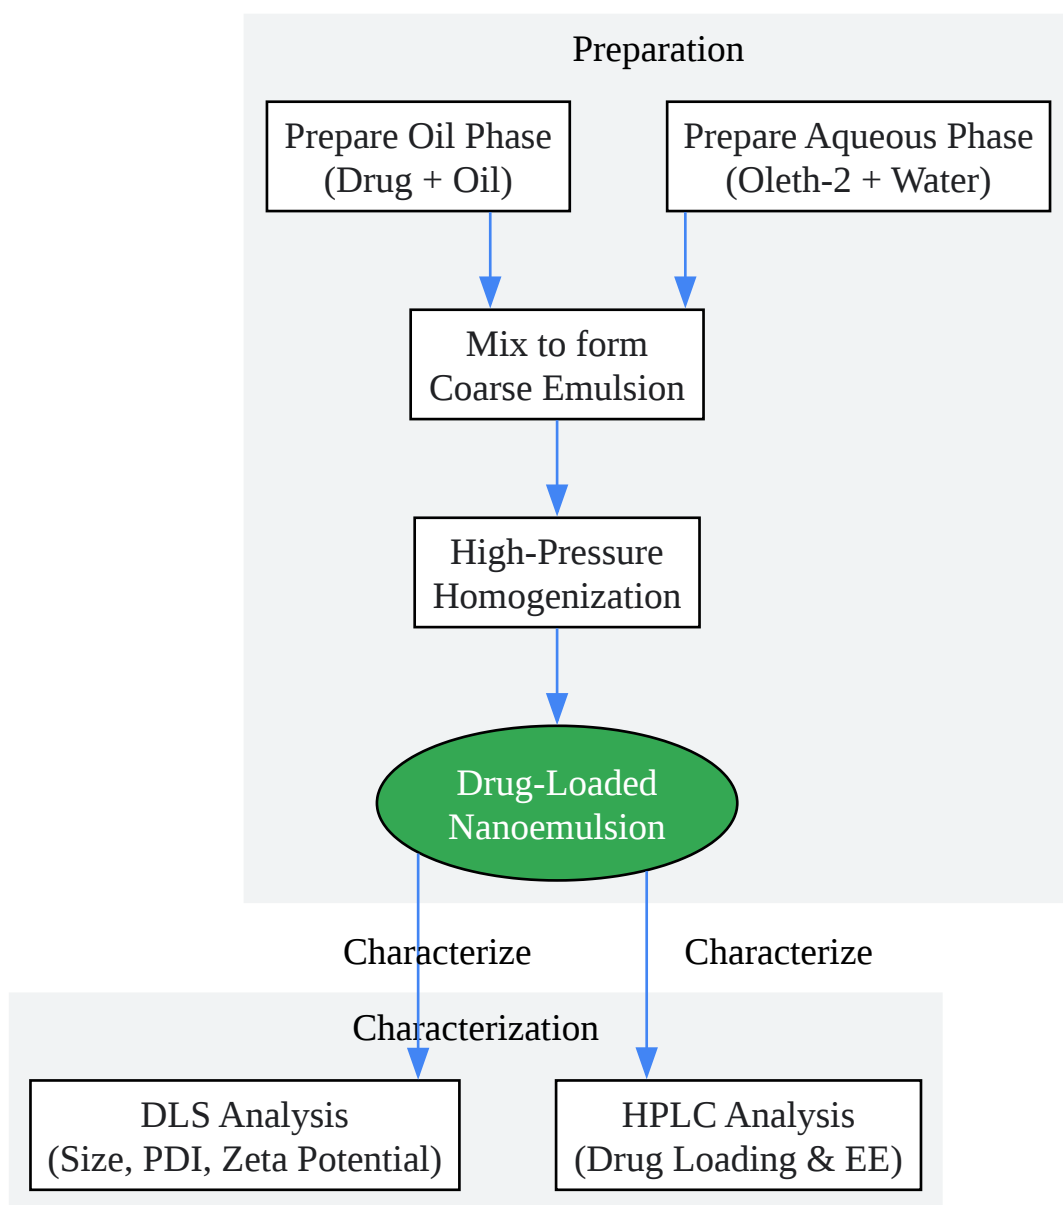 Preparation
Prepare Oil Phase
(Drug + Oil)
Prepare Aqueous Phase
(Oleth-2 + Water)
Mix to form
Coarse Emulsion
High-Pressure
Homogenization
Drug-Loaded
Nanoemulsion
Characterize
Characterize
Characterization
DLS Analysis
(Size, PDI, Zeta Potential)
HPLC Analysis
(Drug Loading & EE)